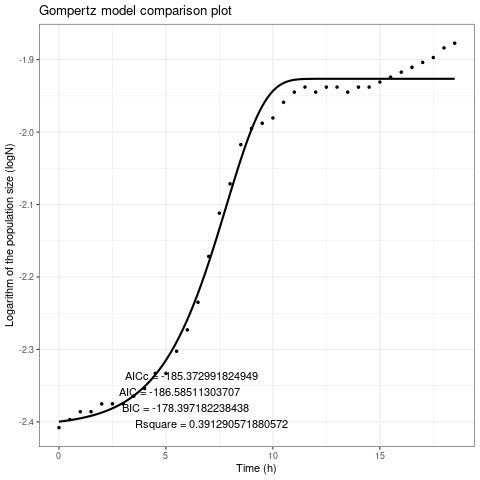 Gompertz model comparison plot
Logarithm of the population size (logN)
-1.9
-2.0
-2.1
-2.2
-2.3
-2.4
AICc = -185.372991824949
AIC = -186.58511303707
BIC = -178.397182238438
Rsquare = 0.391290571880572
0 5 10 15
Time (h)